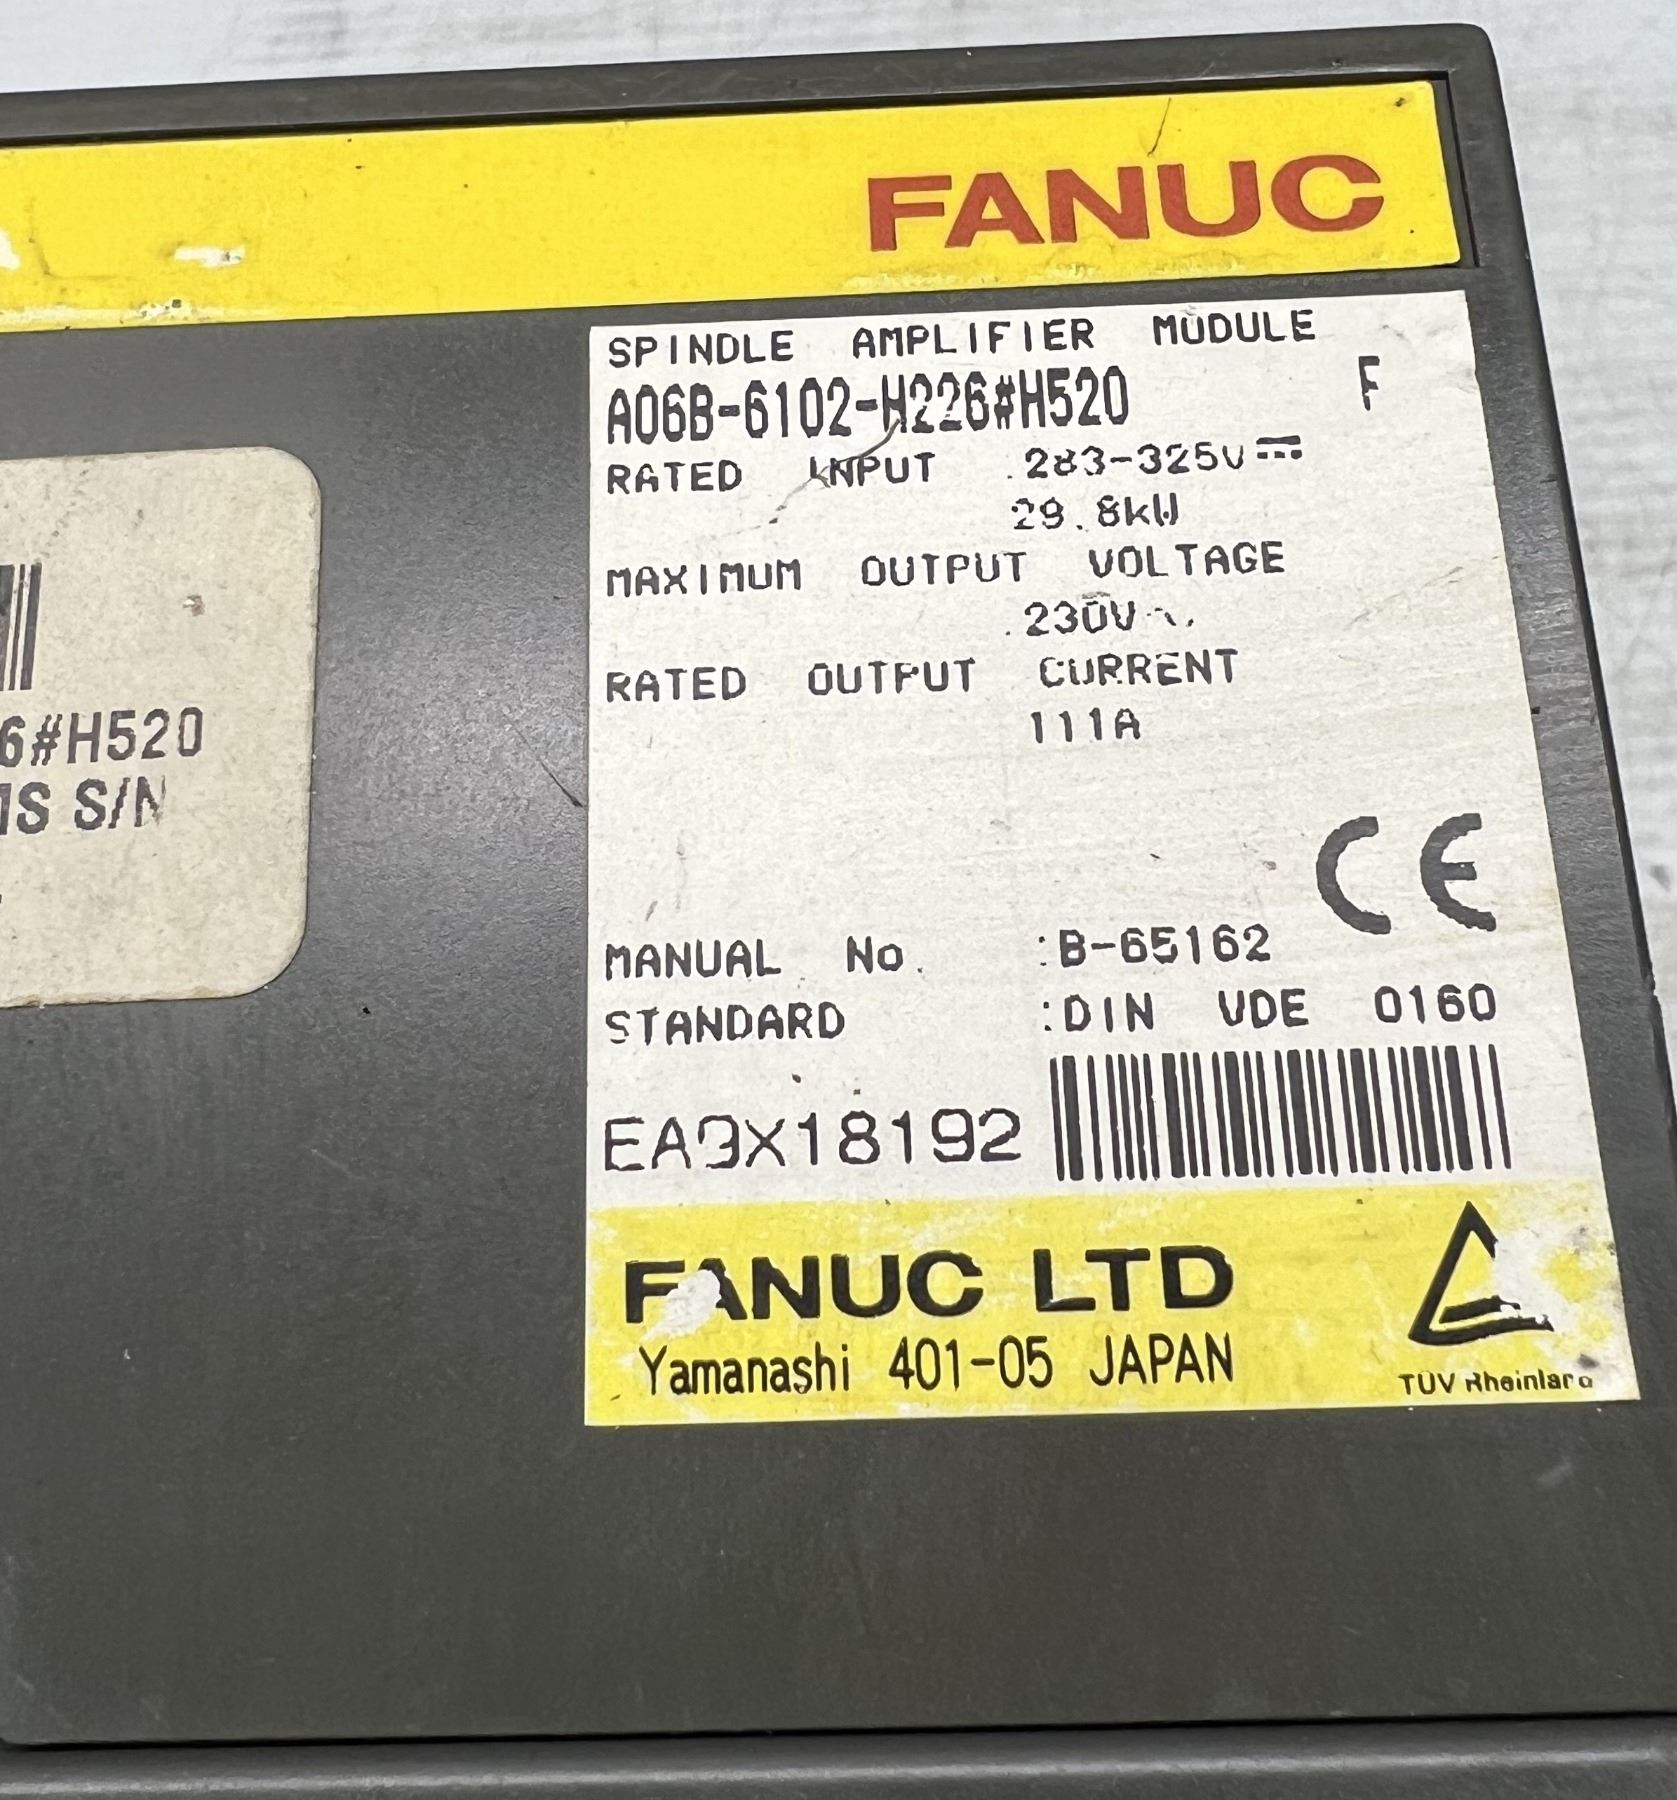 FANUC
SPINDLE AMPLIFIER MODULE
A06B-6102-H226#H520 F
RATED INPUT 283-325V
29.8kW
MAXIMUM OUTPUT VOLTAGE
230V~
RATED OUTPUT CURRENT
111A
CE
MANUAL No. :B-65162
STANDARD :DIN VDE 0160
EA9X18192
FANUC LTD
Yamanashi 401-05 JAPAN
TÜV Rheinland
6#H520
S/N